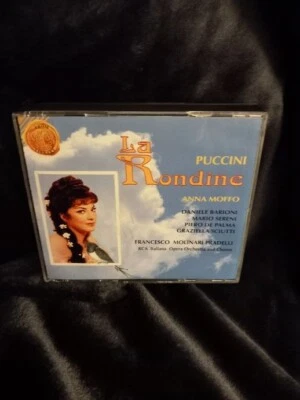 La
PUCCINI
Rondine
ANNA MOFFO
DANIELE BARIONI
MARIO SERENI
PIERO DE PALMA
GRAZIELLA SCIUTTI
FRANCESCO MOLINARI-PRADELLI
RCA Italiana Opera Orchestra and Chorus